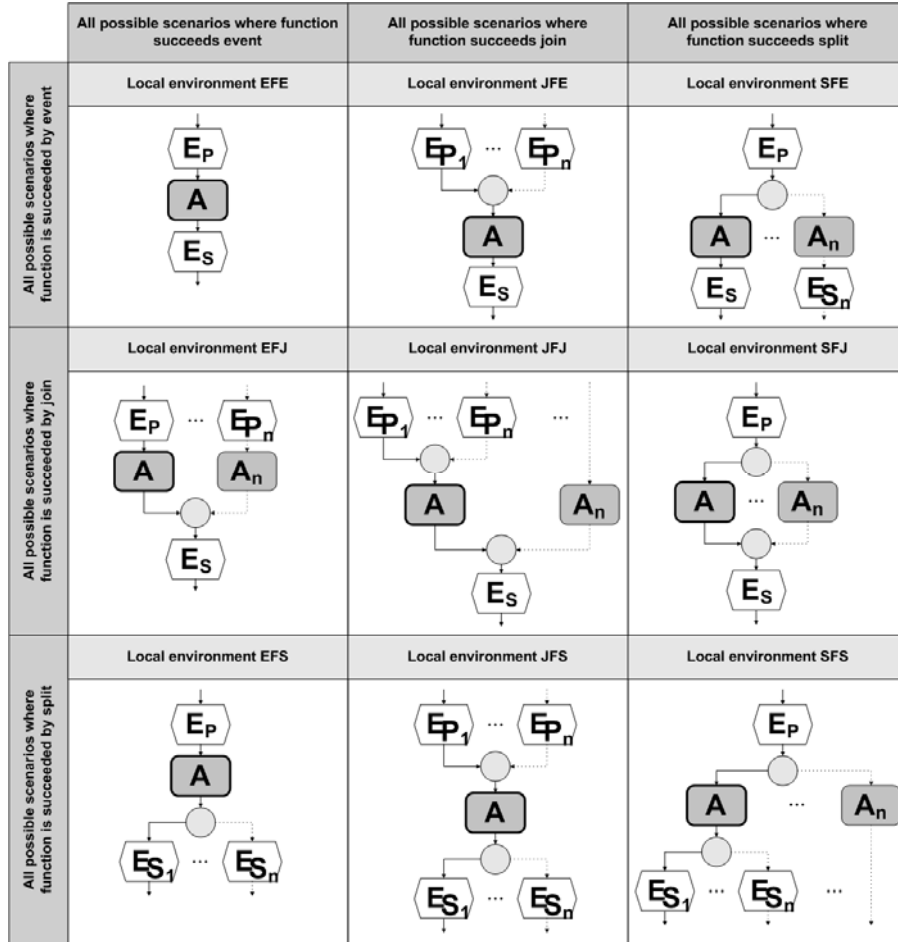 All possible scenarios where function
succeeds event
All possible scenarios where
function succeeds join
All possible scenarios where
function succeeds split
All possible scenarios where
function is succeeded by event
Local environment EFE
EP
A
ES
Local environment JFE
EP1 ... EPn
A
ES
Local environment SFE
EP
A ... An
ES ESn
All possible scenarios where
function is succeeded by join
Local environment EFJ
EP ... EPn
A An
ES
Local environment JFJ
EP1 ... EPn ...
A An
ES
Local environment SFJ
EP
A ... An
ES
All possible scenarios where
function is succeeded by split
Local environment EFS
EP
A
ES1 ... ESn
Local environment JFS
EP1 ... EPn
A
ES1 ... ESn
Local environment SFS
EP
A ... An
ES1 ... ESn ...